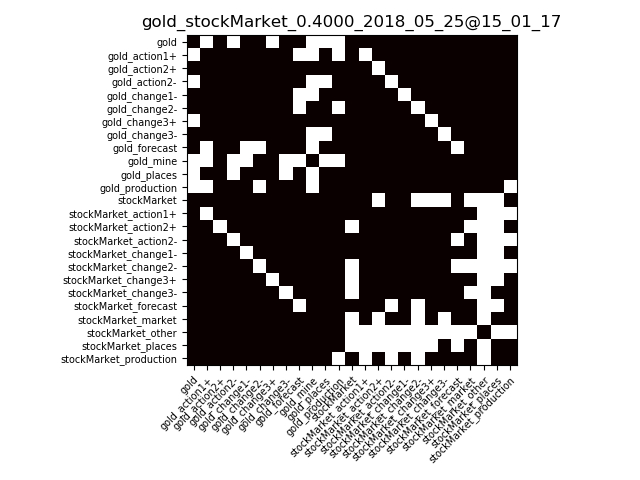 gold_stockMarket_0.4000_2018_05_25@15_01_17
gold
gold_action1+
gold_action2+
gold_action2-
gold_change1-
gold_change2-
gold_change3+
gold_change3-
gold_forecast
gold_mine
gold_places
gold_production
stockMarket
stockMarket_action1+
stockMarket_action2+
stockMarket_action2-
stockMarket_change1-
stockMarket_change2-
stockMarket_change3+
stockMarket_change3-
stockMarket_forecast
stockMarket_market
stockMarket_other
stockMarket_places
stockMarket_production
gold
gold_action1+
gold_action2+
gold_action2-
gold_change1-
gold_change2-
gold_change3+
gold_change3-
gold_forecast
gold_mine
gold_places
gold_production
stockMarket
stockMarket_action1+
stockMarket_action2+
stockMarket_action2-
stockMarket_change1-
stockMarket_change2-
stockMarket_change3+
stockMarket_change3-
stockMarket_forecast
stockMarket_market
stockMarket_other
stockMarket_places
stockMarket_production